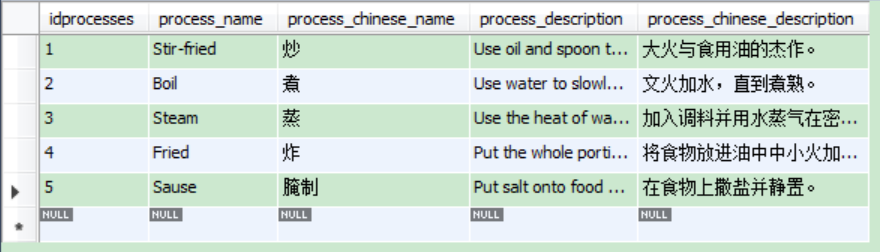 idprocesses process_name process_chinese_name process_description process_chinese_description
1 Stir-fried 炒 Use oil and spoon t... 大火与食用油的杰作。
2 Boil 煮 Use water to slowl... 文火加水，直到煮熟。
3 Steam 蒸 Use the heat of wa... 加入调料并用水蒸气在密...
4 Fried 炸 Put the whole porti... 将食物放进油中中小火加...
5 Sause 腌制 Put salt onto food ... 在食物上撒盐并静置。
NULL NULL NULL NULL NULL